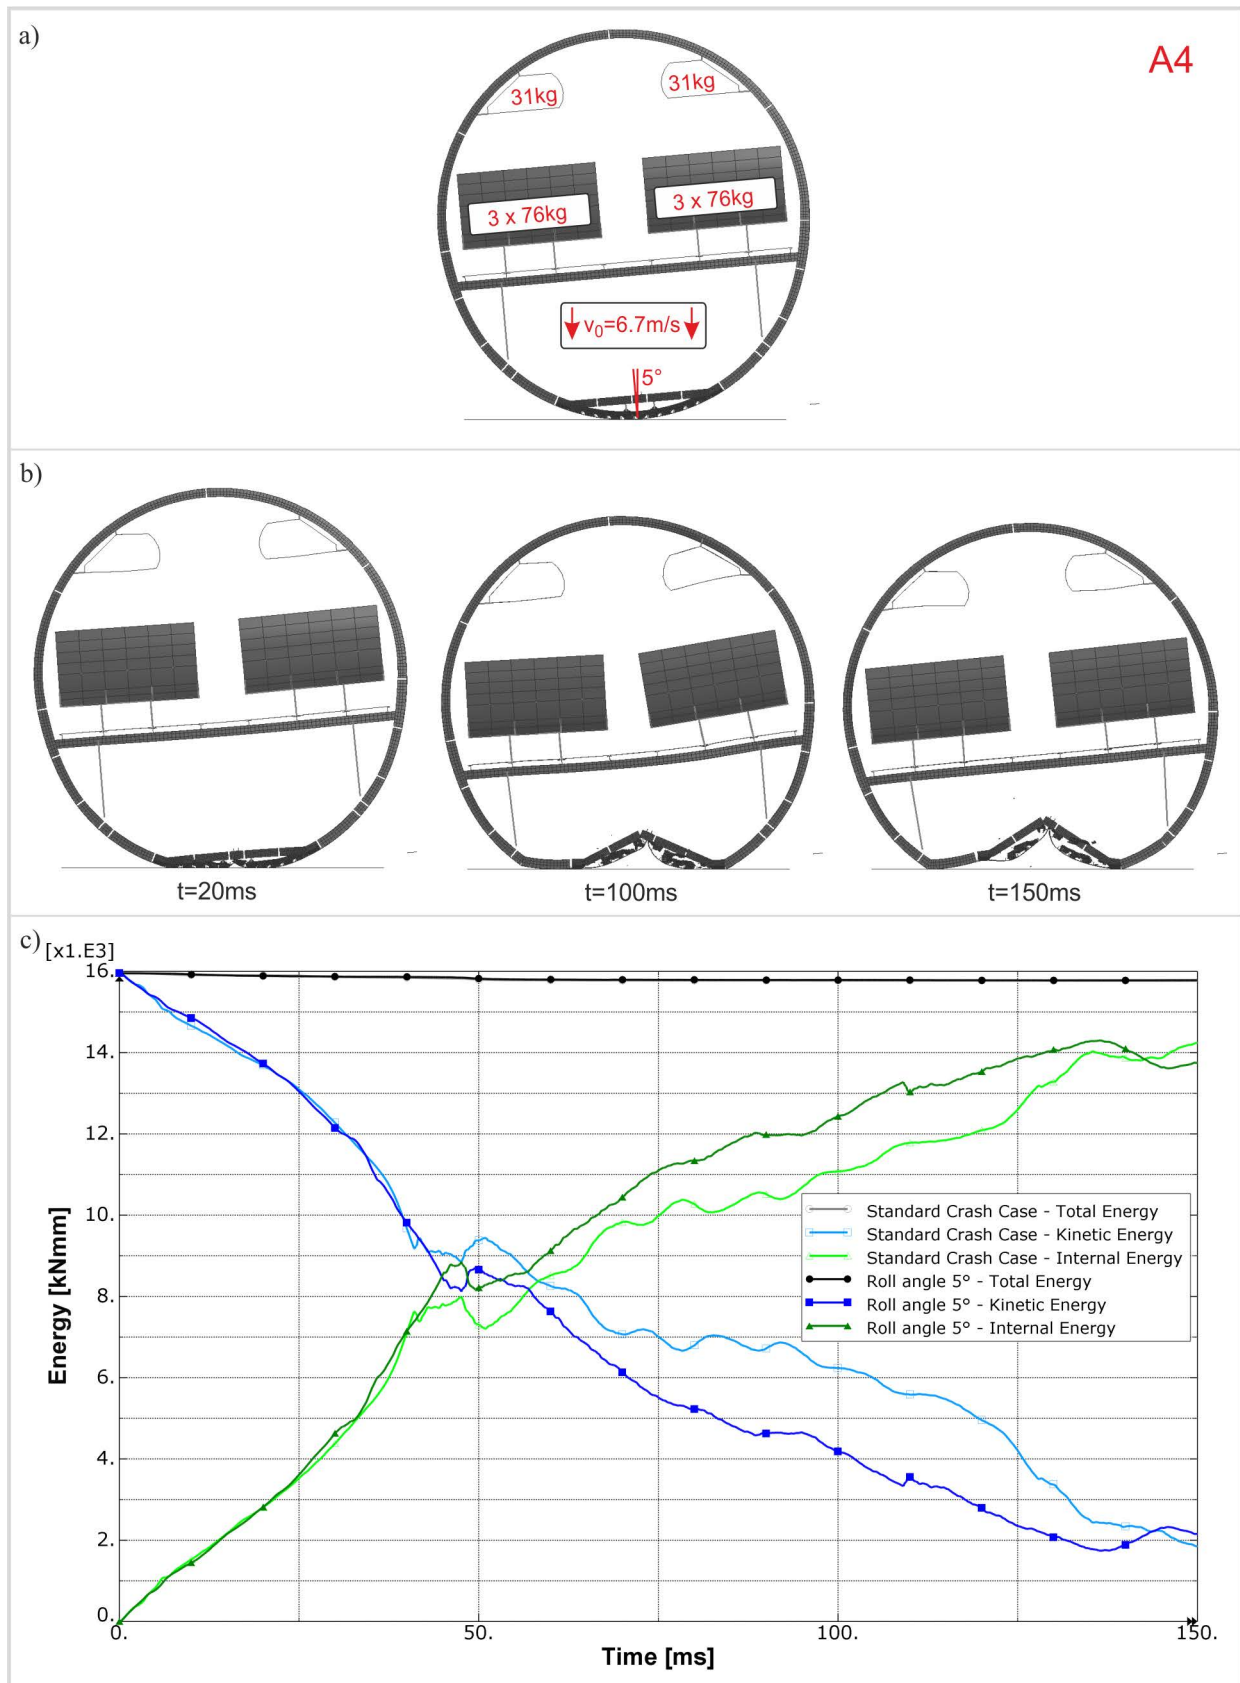 a)
A4
31kg
31kg
3 x 76kg
3 x 76kg
v0=6.7m/s
5°
b)
t=20ms
t=100ms
t=150ms
c)
[x1.E3]
16.
14.
12.
10.
8.
6.
4.
2.
0.
Energy [kNmm]
Standard Crash Case - Total Energy
Standard Crash Case - Kinetic Energy
Standard Crash Case - Internal Energy
Roll angle 5° - Total Energy
Roll angle 5° - Kinetic Energy
Roll angle 5° - Internal Energy
0.
50.
100.
150.
Time [ms]